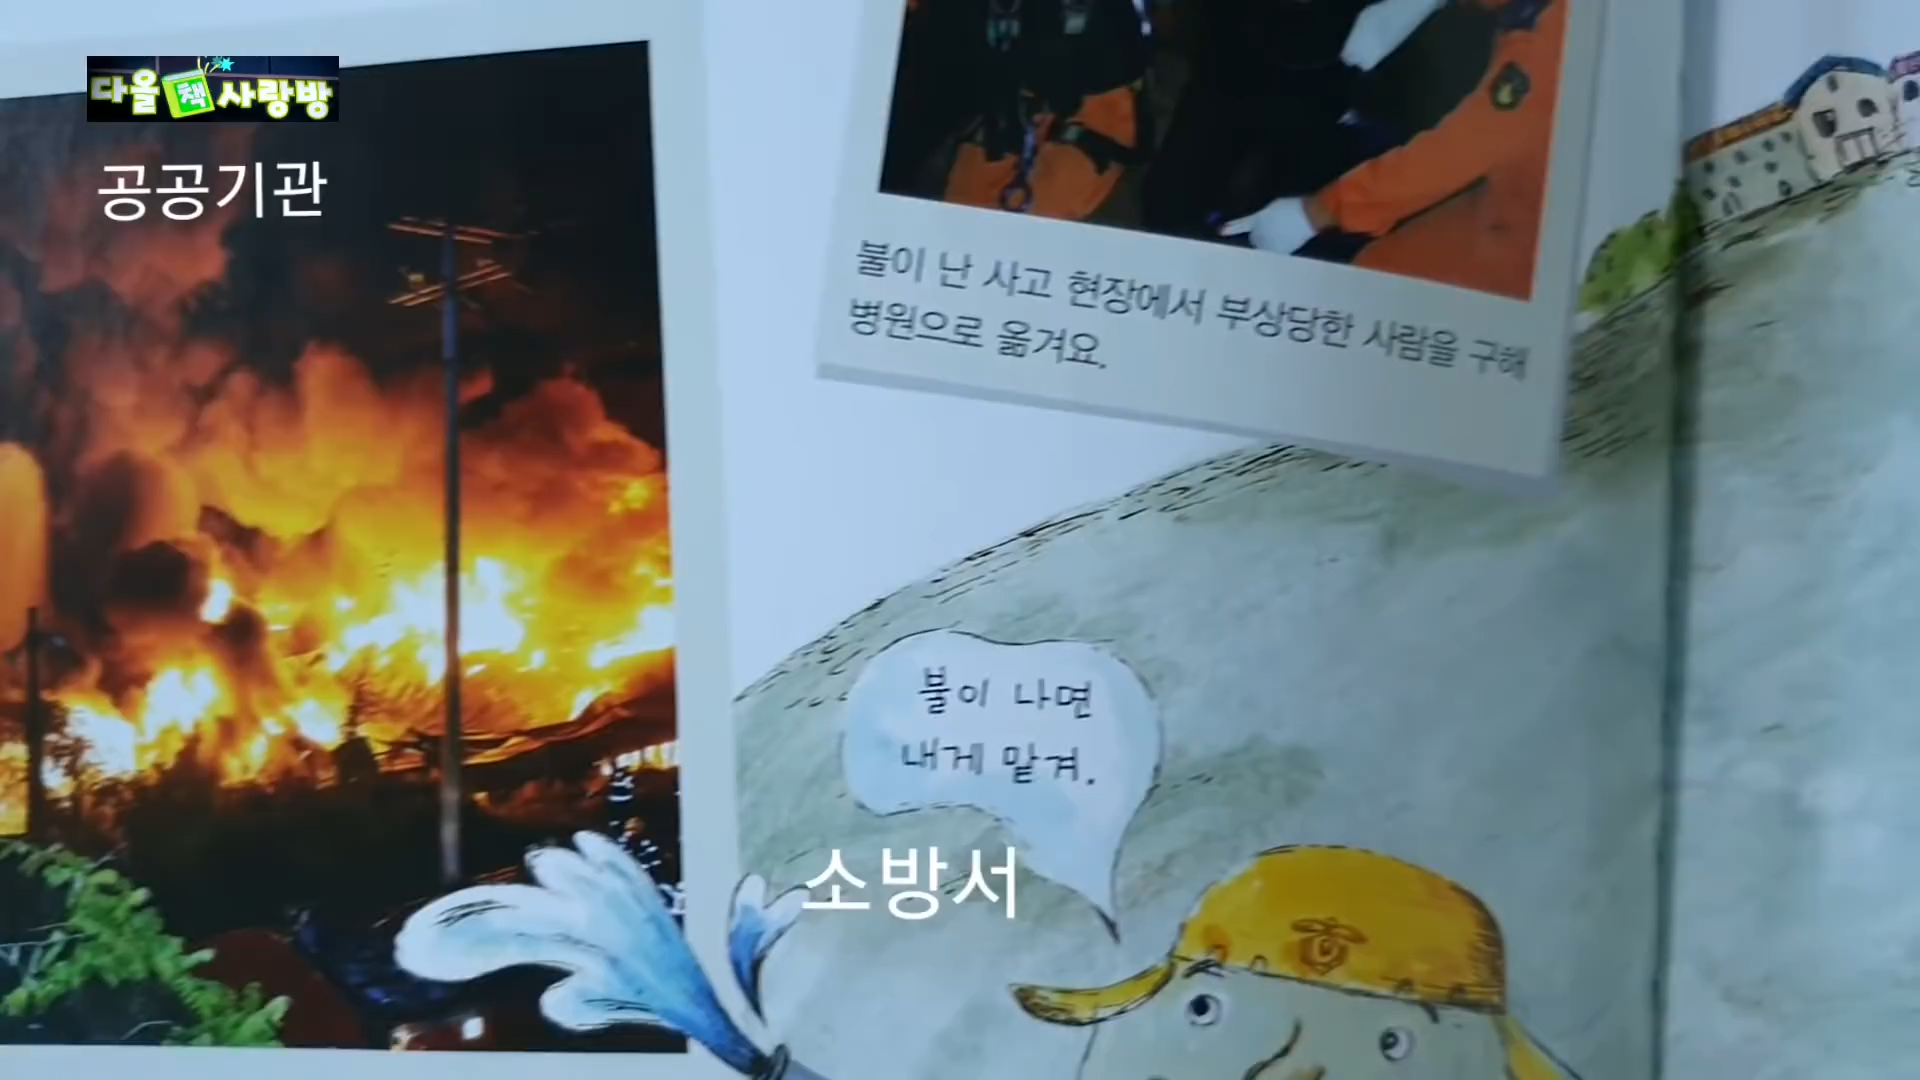 다올책사랑방
공공기관
불이 난 사고 현장에서 부상당한 사람을 구해
병원으로 옮겨요.
불이 나면
내게 맡겨.
소방서